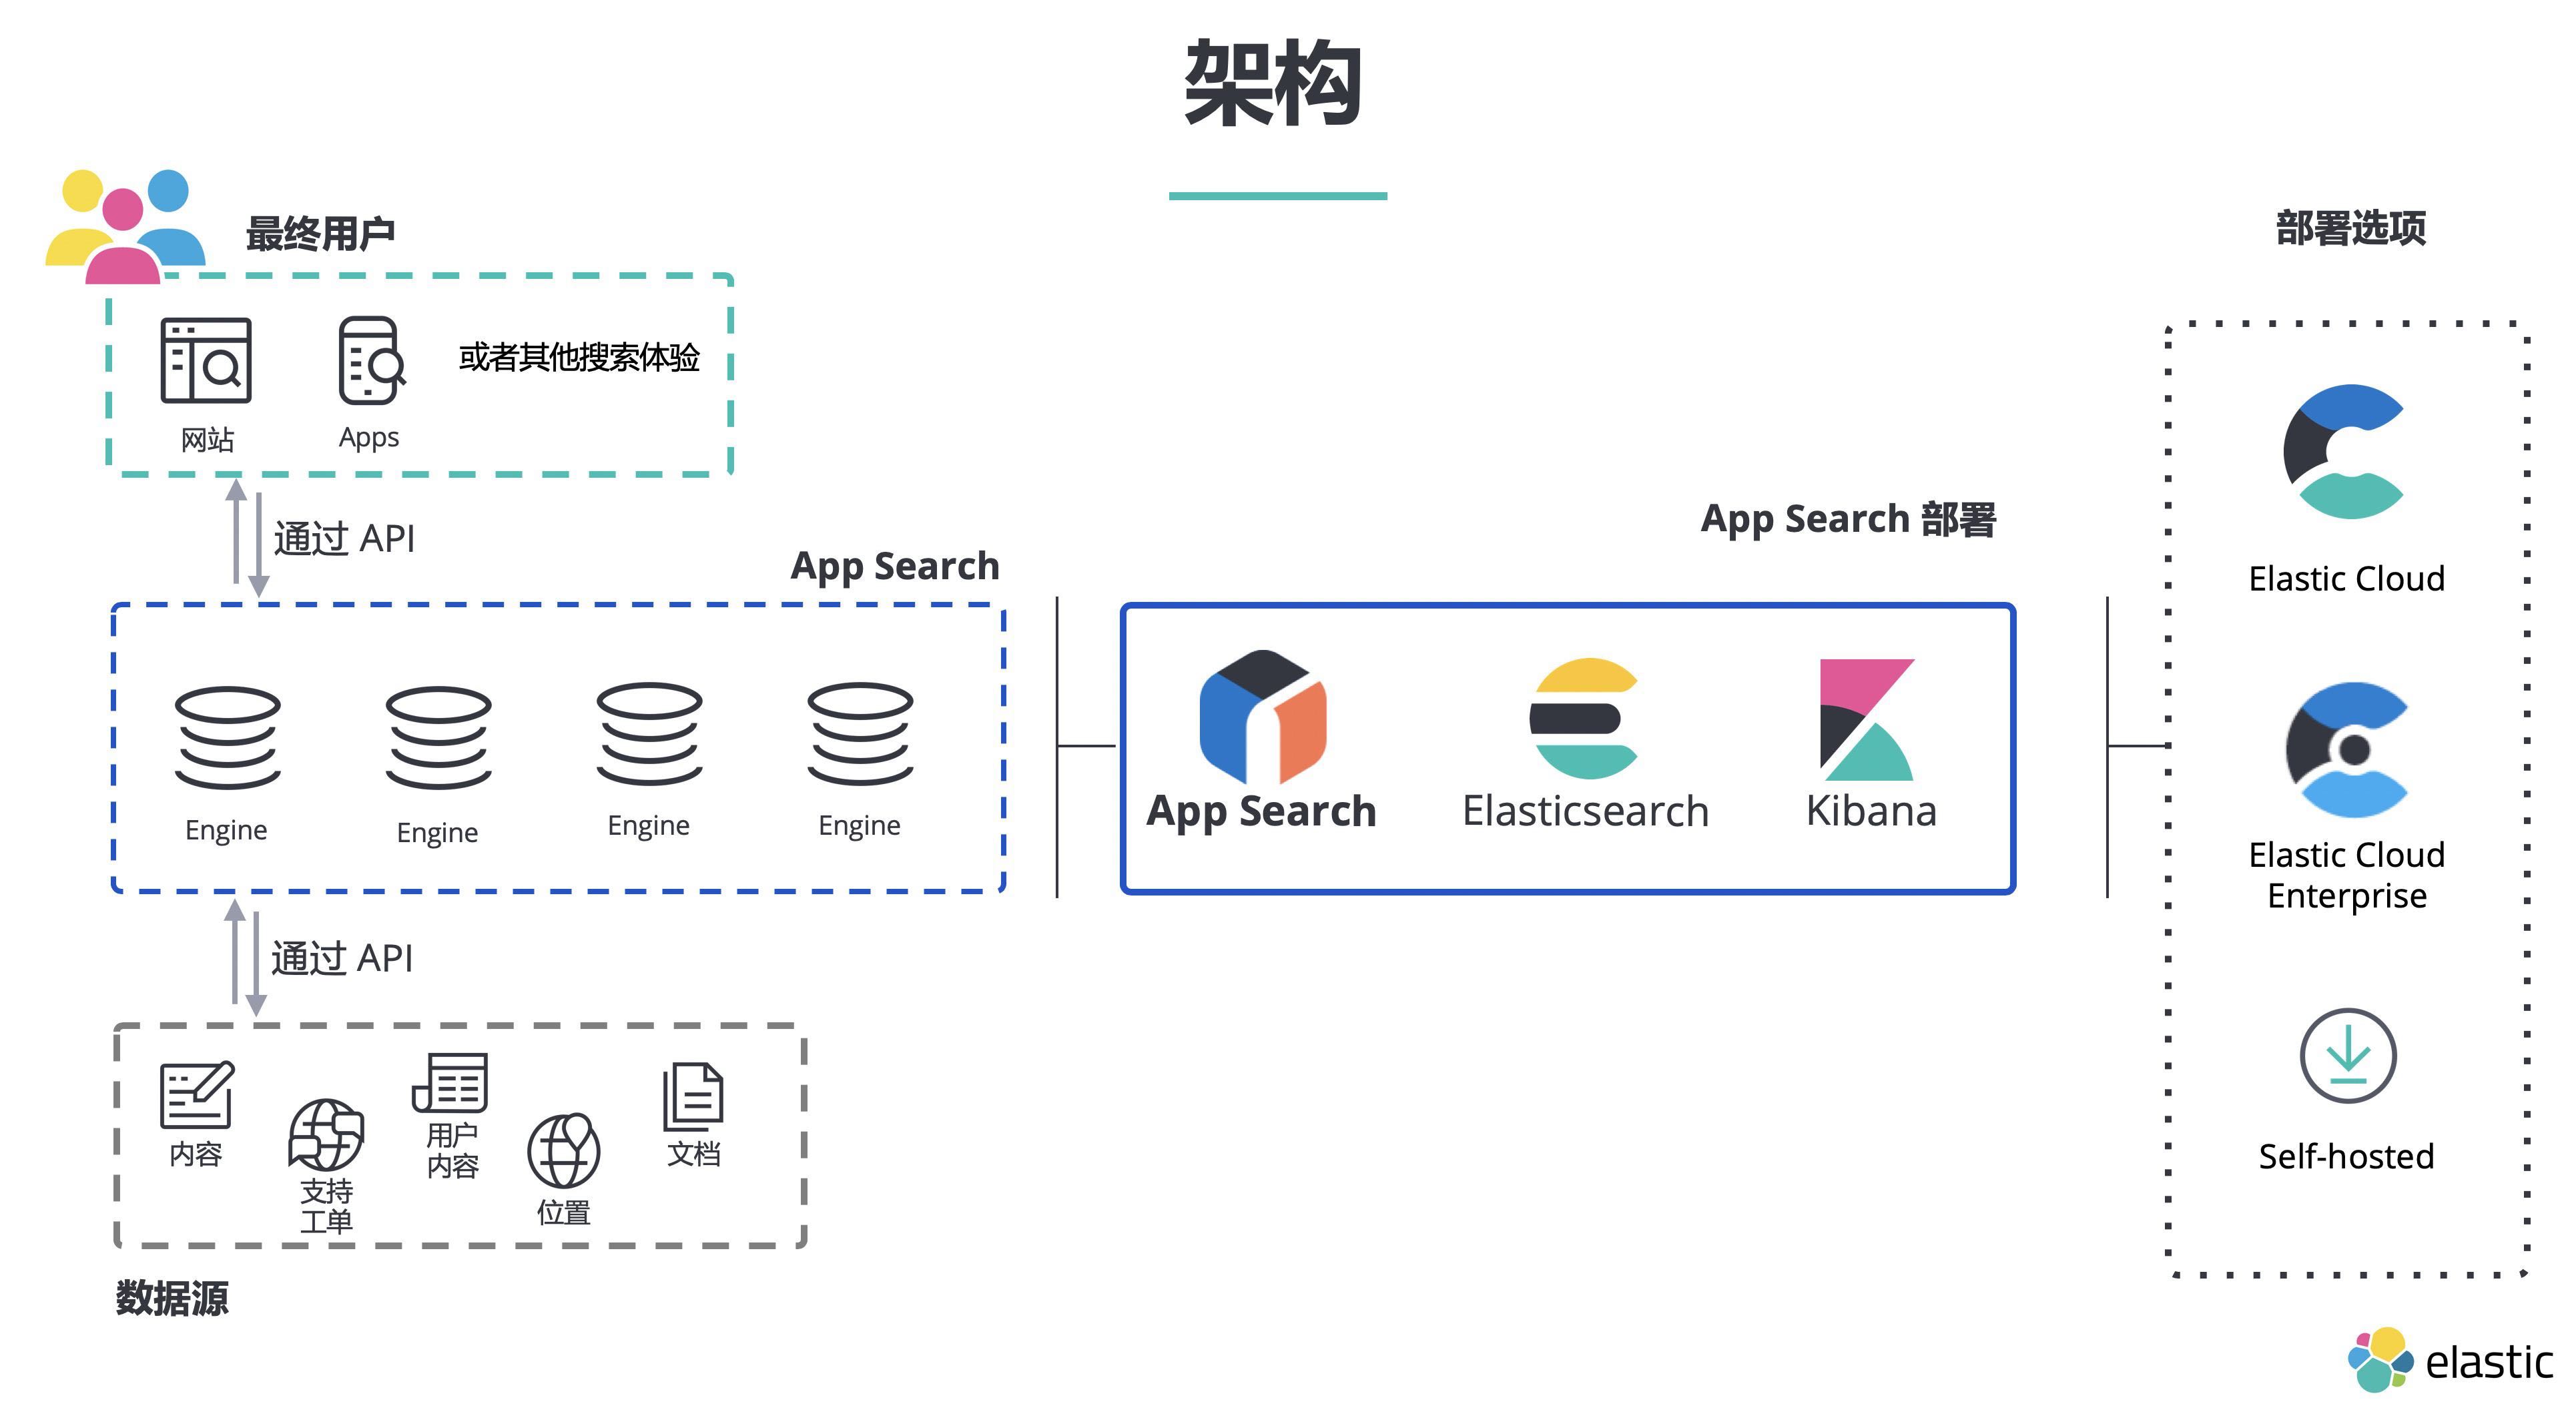 架构
最终用户
部署选项
或者其他搜索体验
网站
Apps
通过 API
App Search
App Search 部署
Elastic Cloud
Engine
Engine
Engine
Engine
App Search
Elasticsearch
Kibana
Elastic Cloud
Enterprise
通过 API
内容
支持
工单
用户
内容
位置
文档
Self-hosted
数据源
elastic